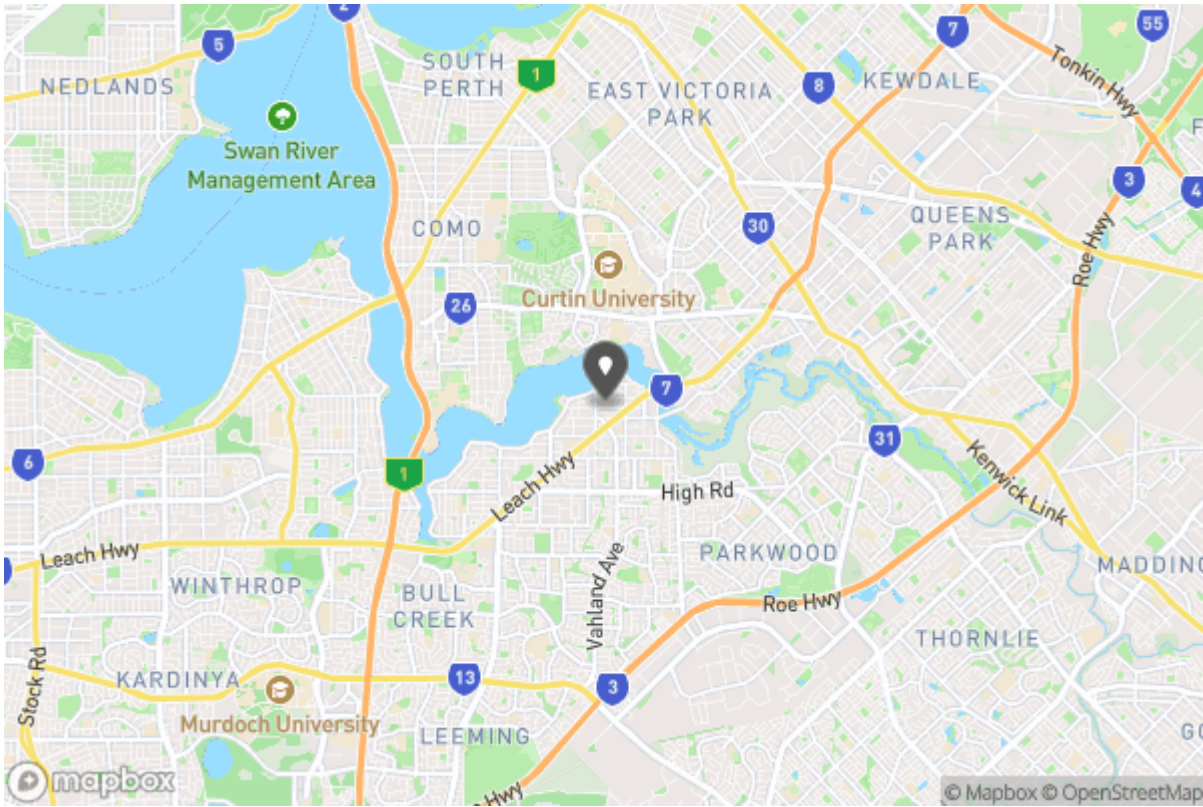 2
5
7
55
SOUTH
PERTH
1
NEDLANDS
EAST VICTORIA
PARK
8
KEWDALE
Tonkin Hwy
F
Swan River
Management Area
3
4
COMO
30
QUEENS
PARK
Roe Hwy
Curtin University
26
7
6
1
31
Leach Hwy
High Rd
Kenwick Link
Leach Hwy
WINTHROP
BULL
CREEK
Vahland Ave
PARKWOOD
MADDING
Roe Hwy
THORNLIE
Stock Rd
KARDINYA
13
3
Murdoch University
LEEMING
GO
Hwy
mapbox
© Mapbox © OpenStreetMap